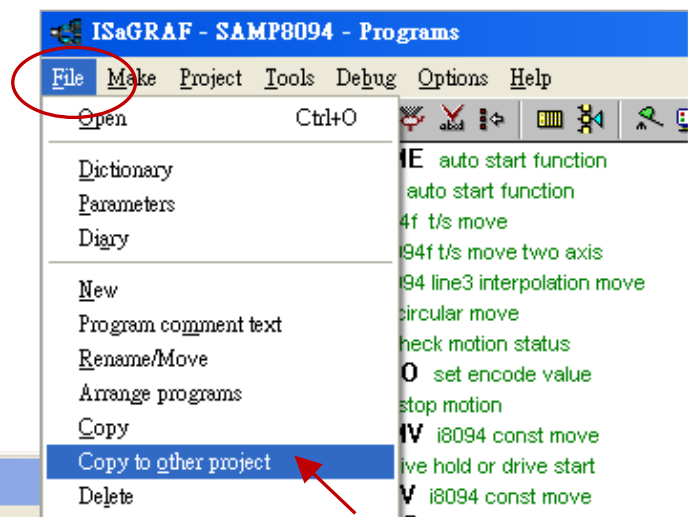 ISaGRAF - SAMP8094 - Programs
File Make Project Tools Debug Options Help
Open Ctrl+O
Dictionary
Parameters
Diary
New
Program comment text
Rename/Move
Arrange programs
Copy
Copy to other project
Delete
auto start function
auto start function
t/s move
t/s move two axis
line3 interpolation move
circular move
check motion status
set encode value
stop motion
i8094 const move
hold or drive start
i8094 const move